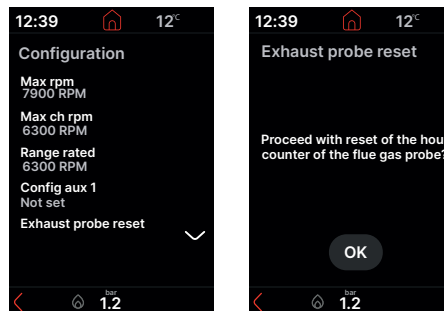 12:39 12°C
Configuration
Max rpm
7900 RPM
Max ch rpm
6300 RPM
Range rated
6300 RPM
Config aux 1
Not set
Exhaust probe reset
bar
1.2
12:39 12°C
Exhaust probe reset
Proceed with reset of the hou
counter of the flue gas probe?
OK
bar
1.2